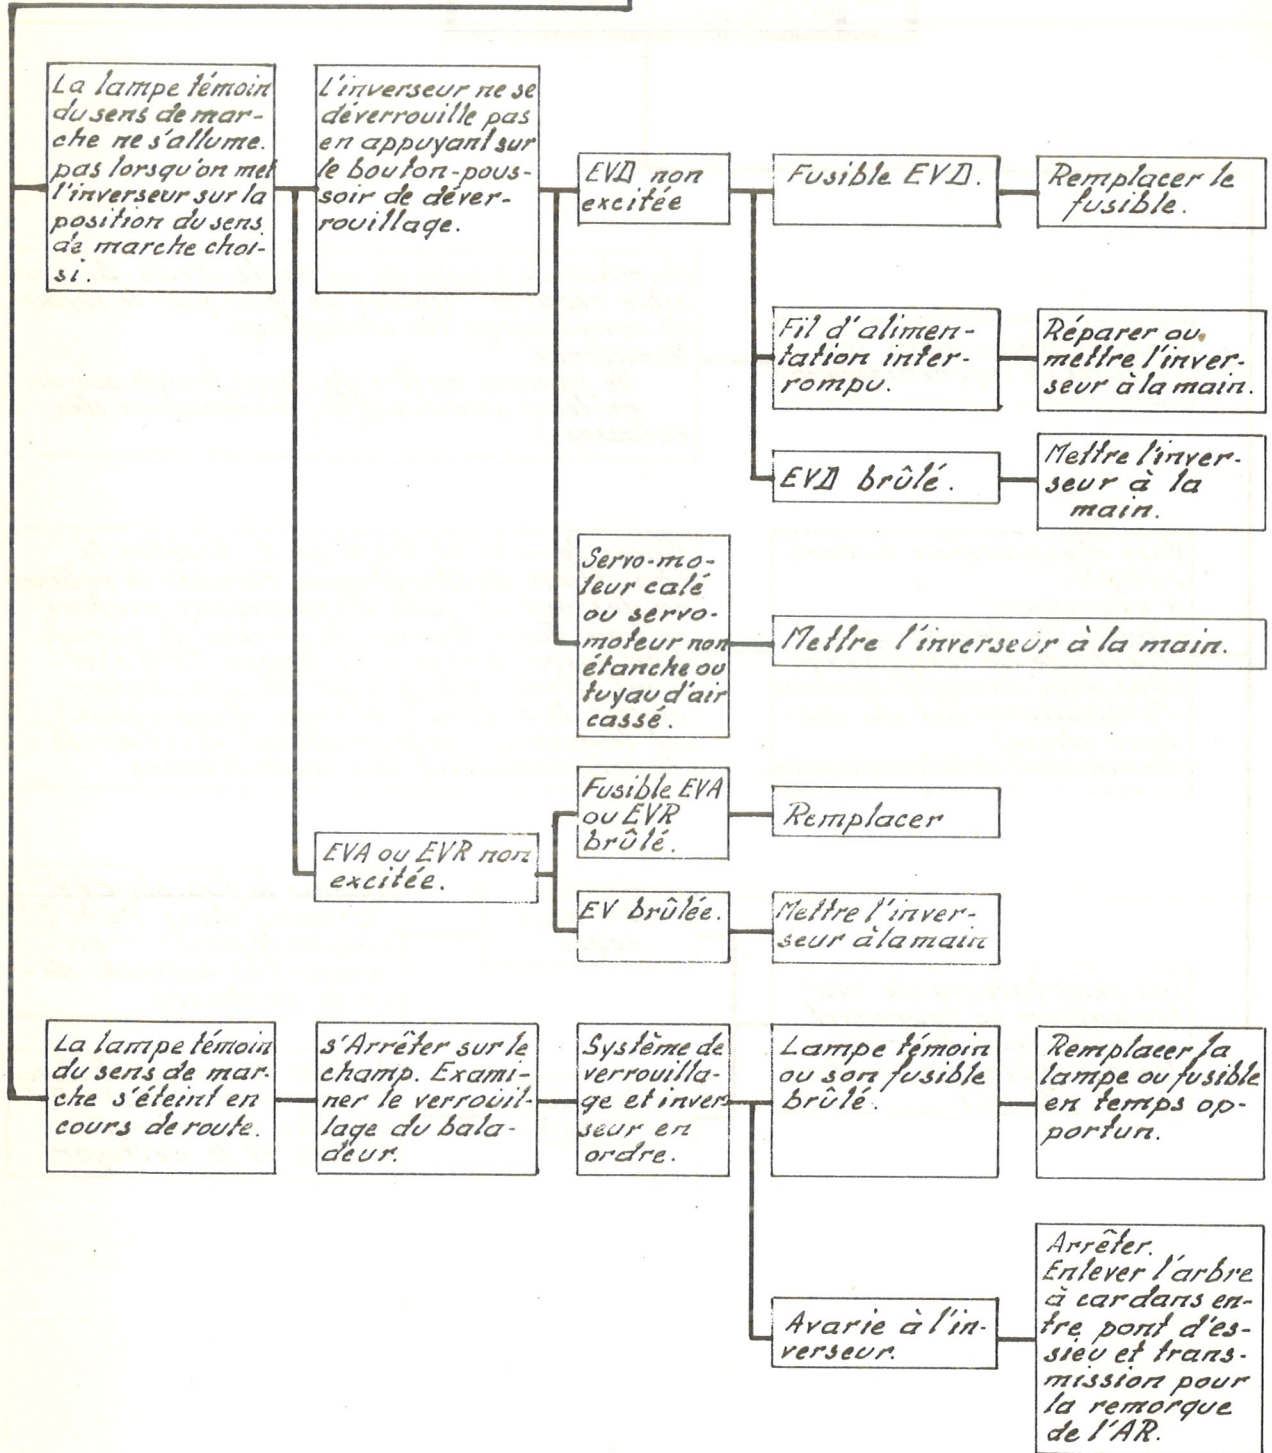 La lampe témoin
du sens de mar-
che ne s'allume.
pas lorsqu'on met
l'inverseur sur la
position du sens
de marche choi-
si.
L'inverseur ne se
déverrouille pas
en appuyant sur
le bouton-pous-
soir de déver-
rouillage.
EVD non
excitée
Fusible EVD.
Remplacer le
fusible.
Fil d'alimen-
tation inter-
rompu.
Réparer ou
mettre l'inver-
seur à la main.
EVD brûlé.
Mettre l'inver-
seur à la
main.
Servo-mo-
teur calé
ou servo-
moteur non
étanche ou
tuyau d'air
cassé.
Mettre l'inverseur à la main.
EVA ou EVR non
excitée.
Fusible EVA
ou EVR
brûlé.
Remplacer
EV brûlée.
Mettre l'inver-
seur à la main
La lampe témoin
du sens de mar-
che s'éteint en
cours de route.
s'Arrêter sur le
champ. Exami-
ner le verrouil-
lage du bala-
deur.
Système de
verrouilla-
ge et inver-
seur en
ordre.
Lampe témoin
ou son fusible
brûlé.
Remplacer la
lampe ou fusible
en temps op-
portun.
Avarie à l'in-
verseur.
Arrêter.
Enlever l'arbre
à cardans en-
tre pont d'es-
sieu et trans-
mission pour
la remorque
de l'AR.